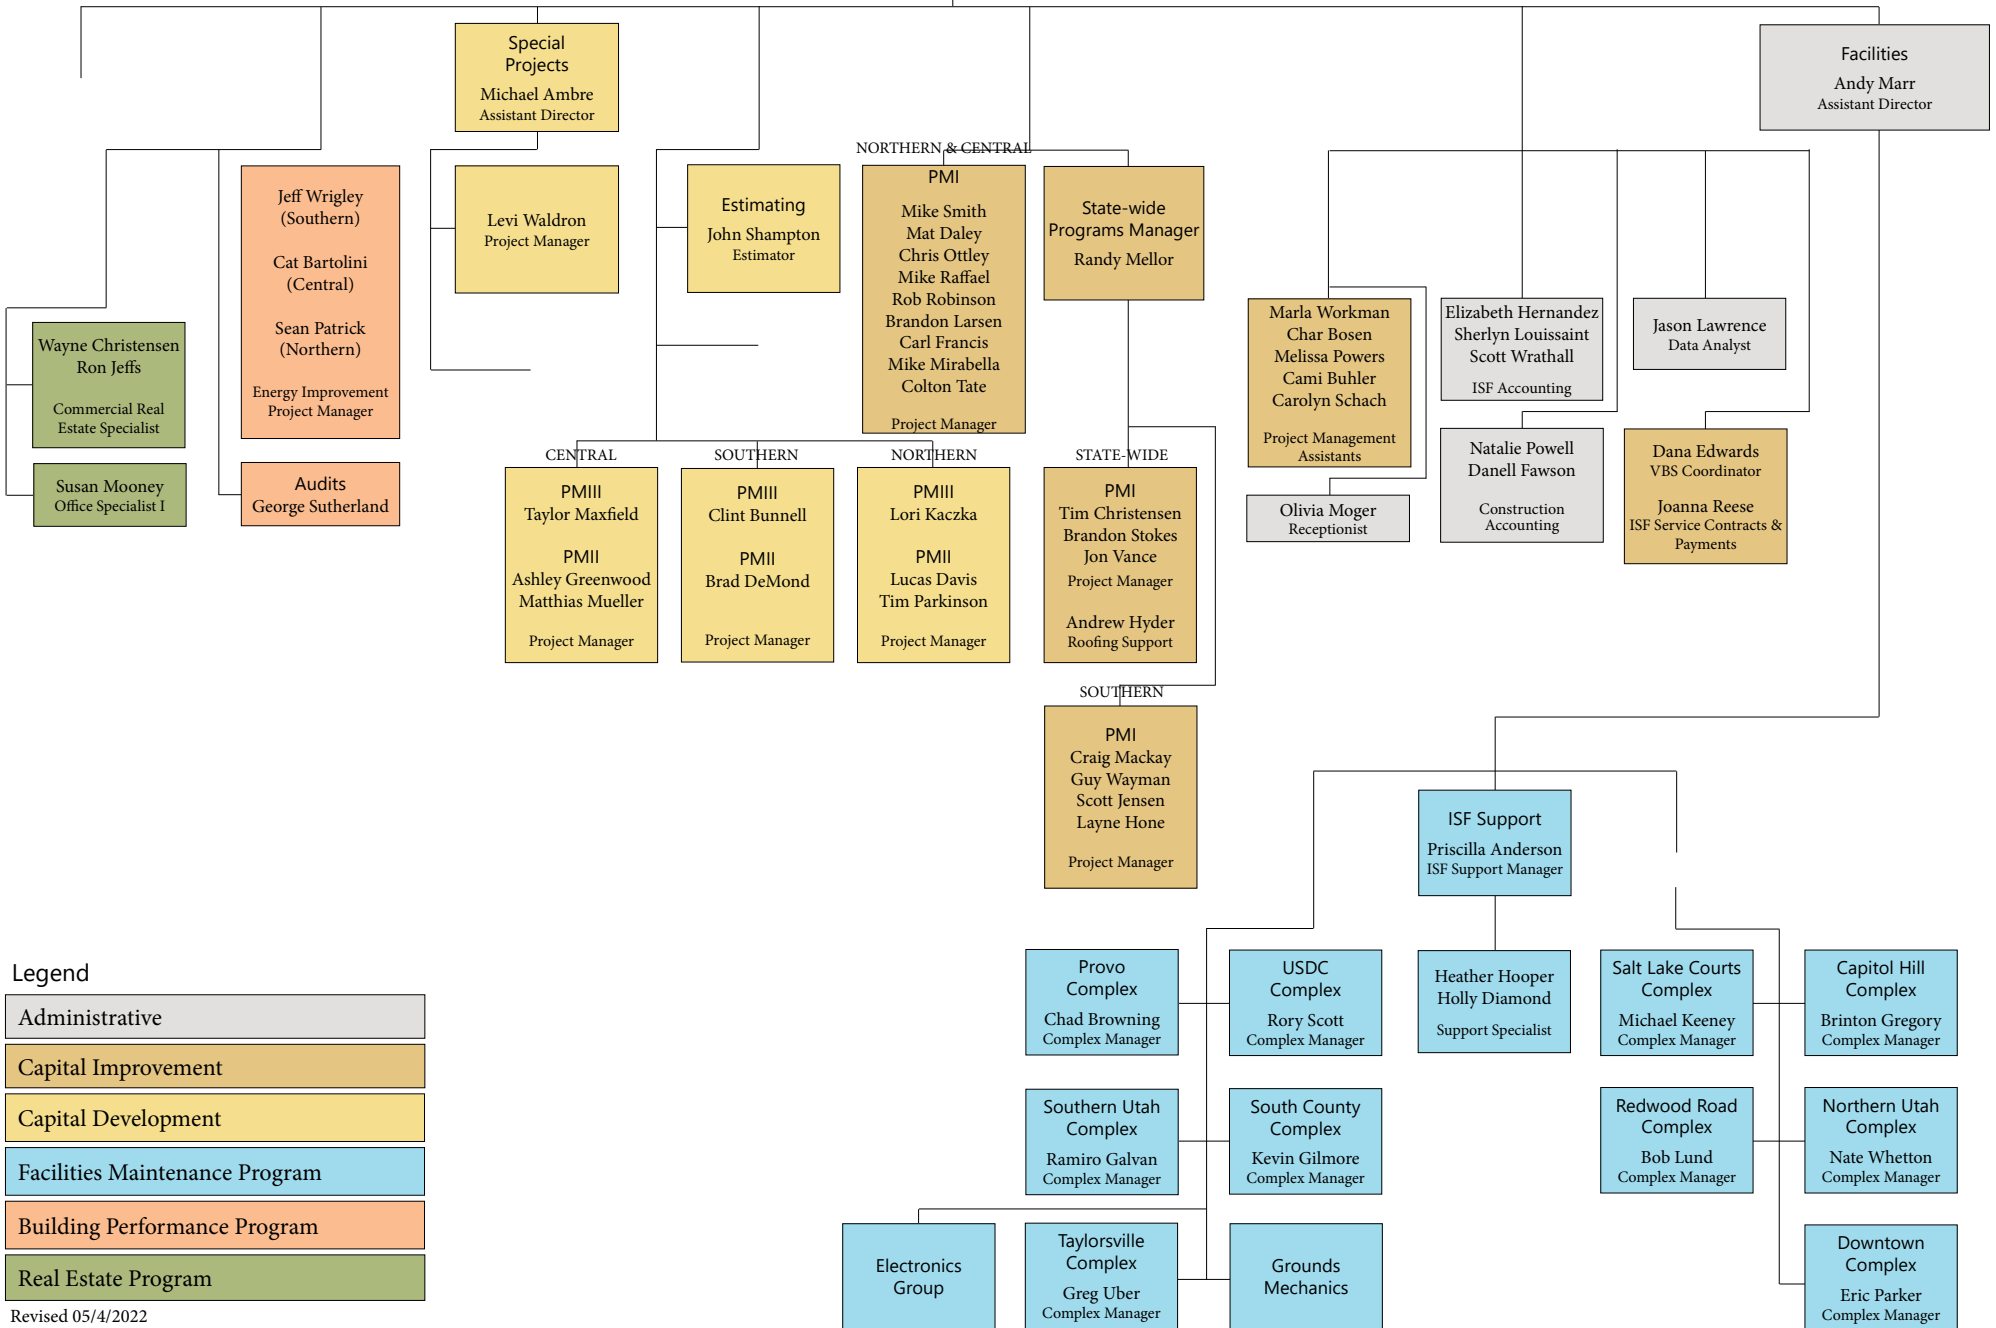 Special
Projects
Michael Ambre
Assistant Director
Facilities
Andy Marr
Assistant Director
Jeff Wrigley
(Southern)
Cat Bartolini
(Central)
Sean Patrick
(Northern)
Energy Improvement
Project Manager
Levi Waldron
Project Manager
Estimating
John Shampton
Estimator
NORTHERN & CENTRAL
PMI
Mike Smith
Mat Daley
Chris Ottley
Mike Raffael
Rob Robinson
Brandon Larsen
Carl Francis
Mike Mirabella
Colton Tate
Project Manager
State-wide
Programs Manager
Randy Mellor
Marla Workman
Char Bosen
Melissa Powers
Cami Buhler
Carolyn Schach
Project Management
Assistants
Elizabeth Hernandez
Sherlyn Louissaint
Scott Wrathall
ISF Accounting
Jason Lawrence
Data Analyst
Wayne Christensen
Ron Jeffs
Commercial Real
Estate Specialist
Susan Mooney
Office Specialist I
Audits
George Sutherland
CENTRAL
PMIII
Taylor Maxfield
PMII
Ashley Greenwood
Matthias Mueller
Project Manager
SOUTHERN
PMIII
Clint Bunnell
PMII
Brad DeMond
Project Manager
NORTHERN
PMIII
Lori Kaczka
PMII
Lucas Davis
Tim Parkinson
Project Manager
STATE-WIDE
PMI
Tim Christensen
Brandon Stokes
Jon Vance
Project Manager
Andrew Hyder
Roofing Support
Olivia Moger
Receptionist
Natalie Powell
Danell Fawson
Construction
Accounting
Dana Edwards
VBS Coordinator
Joanna Reese
ISF Service Contracts &
Payments
SOUTHERN
PMI
Craig Mackay
Guy Wayman
Scott Jensen
Layne Hone
Project Manager
ISF Support
Priscilla Anderson
ISF Support Manager
Provo
Complex
Chad Browning
Complex Manager
USDC
Complex
Rory Scott
Complex Manager
Heather Hooper
Holly Diamond
Support Specialist
Salt Lake Courts
Complex
Michael Keeney
Complex Manager
Capitol Hill
Complex
Brinton Gregory
Complex Manager
Southern Utah
Complex
Ramiro Galvan
Complex Manager
South County
Complex
Kevin Gilmore
Complex Manager
Redwood Road
Complex
Bob Lund
Complex Manager
Northern Utah
Complex
Nate Whetton
Complex Manager
Electronics
Group
Taylorsville
Complex
Greg Uber
Complex Manager
Grounds
Mechanics
Downtown
Complex
Eric Parker
Complex Manager
Legend
Administrative
Capital Improvement
Capital Development
Facilities Maintenance Program
Building Performance Program
Real Estate Program
Revised 05/4/2022